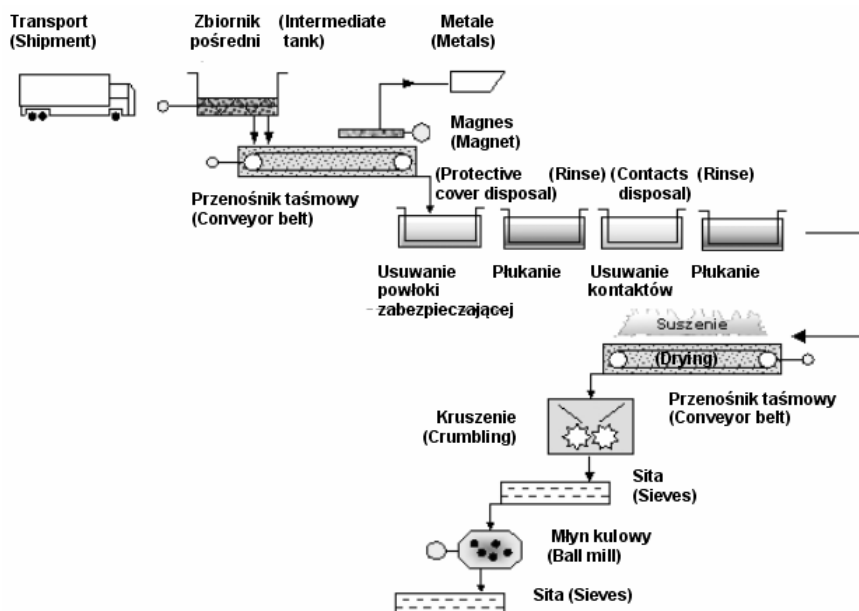 Transport
(Shipment)
Zbiornik (Intermediate
pośredni tank)
Metale
(Metals)
Magnes
(Magnet)
Przenośnik taśmowy
(Conveyor belt)
(Protective (Rinse) (Contacts (Rinse)
cover disposal) disposal)
Usuwanie Płukanie Usuwanie Płukanie
powłoki kontaktów
zabezpieczającej
Suszenie
(Drying)
Przenośnik taśmowy
(Conveyor belt)
Kruszenie
(Crumbling)
Sita
(Sieves)
Młyn kulowy
(Ball mill)
Sita (Sieves)